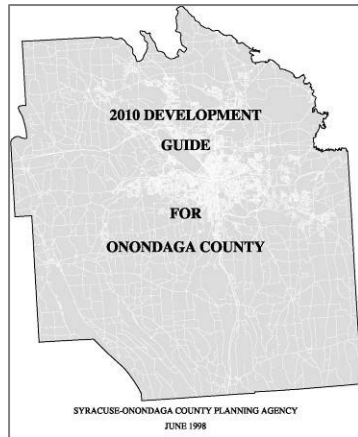 2010 DEVELOPMENT
GUIDE
FOR
ONONDAGA COUNTY
SYRACUSE-ONONDAGA COUNTY PLANNING AGENCY
JUNE 1998